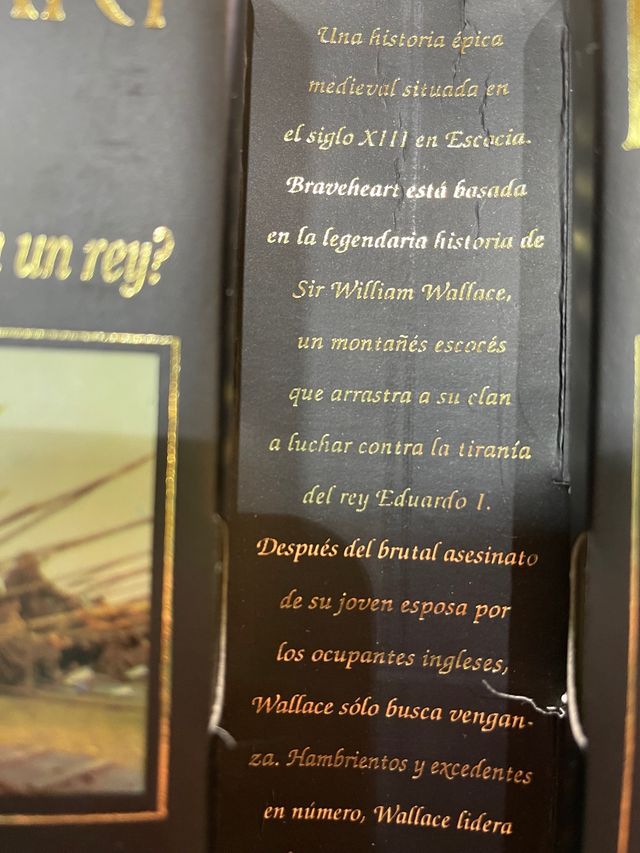 un rey?
Una historia épica
medieval situada en
el siglo XIII en Escocia.
Braveheart está basada
en la legendaria historia de
Sir William Wallace,
un montañés escocés
que arrastra a su clan
a luchar contra la tiranía
del rey Eduardo I.
Después del brutal asesinato
de su joven esposa por
los ocupantes ingleses,
Wallace sólo busca vengan-
za. Hambrientos y excedentes
en número, Wallace lidera